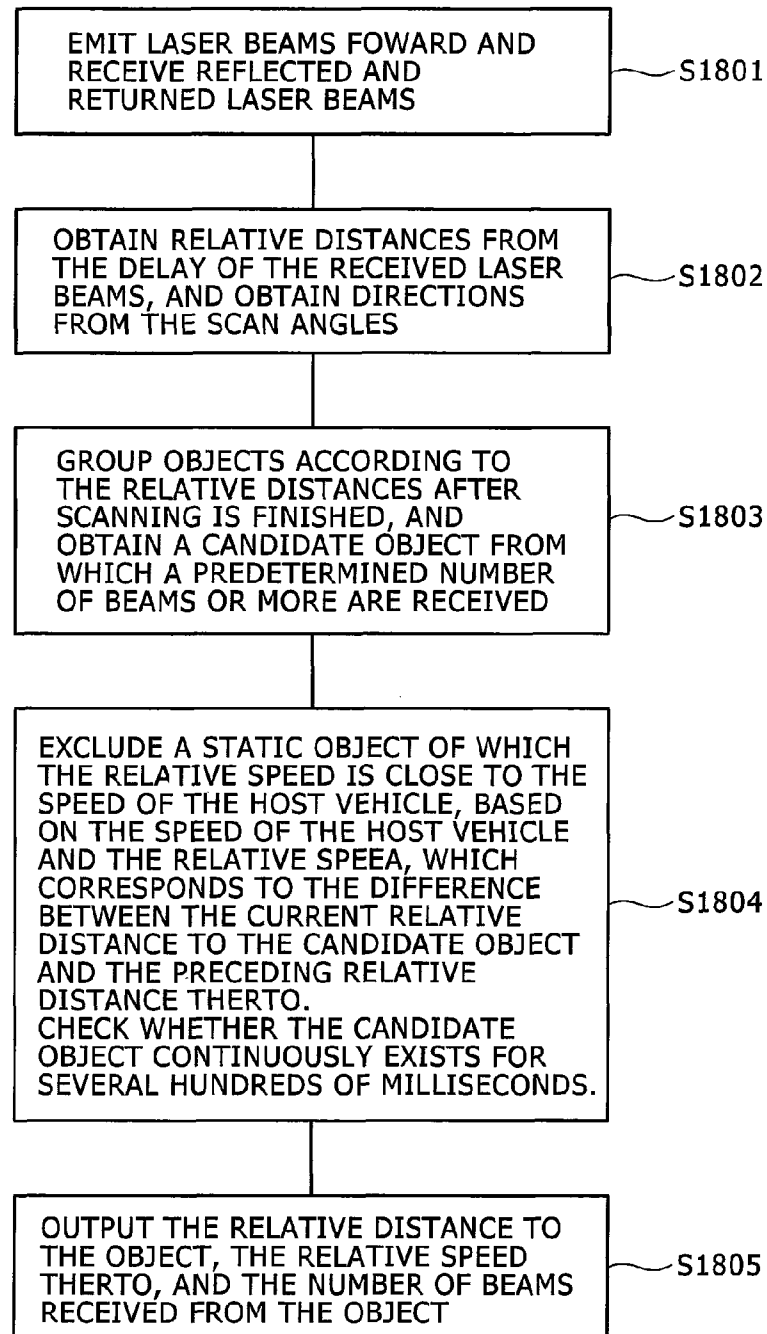 EMIT LASER BEAMS FOWARD AND
RECEIVE REFLECTED AND
RETURNED LASER BEAMS
S1801
OBTAIN RELATIVE DISTANCES FROM
THE DELAY OF THE RECEIVED LASER
BEAMS, AND OBTAIN DIRECTIONS
FROM THE SCAN ANGLES
S1802
GROUP OBJECTS ACCORDING TO
THE RELATIVE DISTANCES AFTER
SCANNING IS FINISHED, AND
OBTAIN A CANDIDATE OBJECT FROM
WHICH A PREDETERMINED NUMBER
OF BEAMS OR MORE ARE RECEIVED
S1803
EXCLUDE A STATIC OBJECT OF WHICH
THE RELATIVE SPEED IS CLOSE TO THE
SPEED OF THE HOST VEHICLE, BASED
ON THE SPEED OF THE HOST VEHICLE
AND THE RELATIVE SPEEA, WHICH
CORRESPONDS TO THE DIFFERENCE
BETWEEN THE CURRENT RELATIVE
DISTANCE TO THE CANDIDATE OBJECT
AND THE PRECEDING RELATIVE
DISTANCE THERTO.
CHECK WHETHER THE CANDIDATE
OBJECT CONTINUOUSLY EXISTS FOR
SEVERAL HUNDREDS OF MILLISECONDS.
S1804
OUTPUT THE RELATIVE DISTANCE TO
THE OBJECT, THE RELATIVE SPEED
THERTO, AND THE NUMBER OF BEAMS
RECEIVED FROM THE OBJECT
S1805